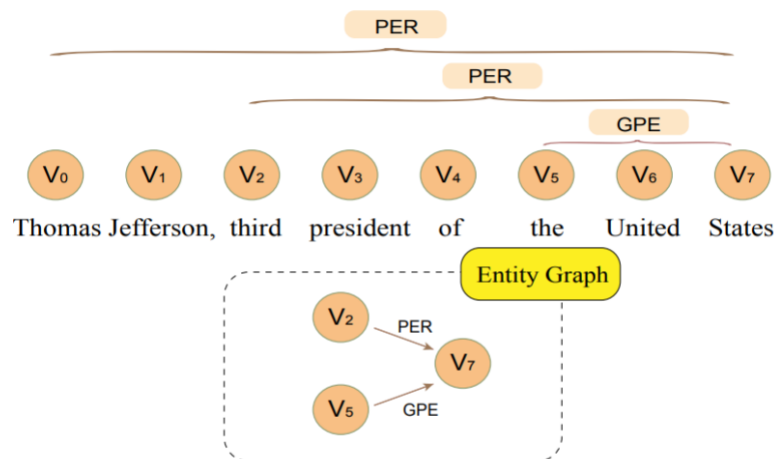 PER
PER
GPE
V0 V1 V2 V3 V4 V5 V6 V7
Thomas Jefferson, third president of the United States
Entity Graph
V2 PER
V7
V5 GPE